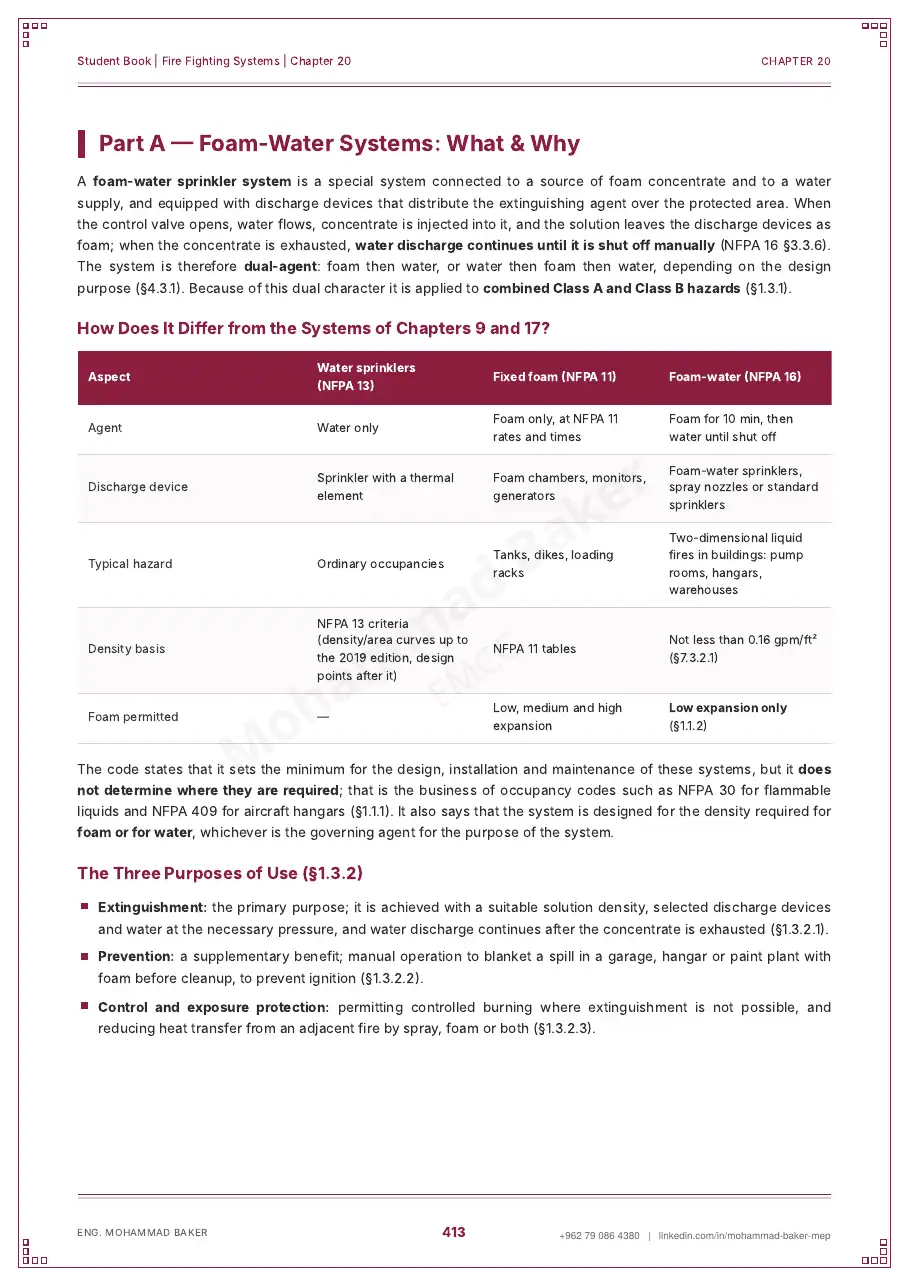 Student Book | Fire Fighting Systems | Chapter 20
CHAPTER 20
Part A — Foam-Water Systems: What & Why
A foam-water sprinkler system is a special system connected to a source of foam concentrate and to a water
supply, and equipped with discharge devices that distribute the extinguishing agent over the protected area. When
the control valve opens, water flows, concentrate is injected into it, and the solution leaves the discharge devices as
foam; when the concentrate is exhausted, water discharge continues until it is shut off manually (NFPA 16 §3.3.6).
The system is therefore dual-agent: foam then water, or water then foam then water, depending on the design
purpose (§4.3.1). Because of this dual character it is applied to combined Class A and Class B hazards (§1.3.1).
How Does It Differ from the Systems of Chapters 9 and 17?
Aspect
Water sprinklers
(NFPA 13)
Fixed foam (NFPA 11)
Foam-water (NFPA 16)
Agent
Water only
Foam only, at NFPA 11
rates and times
Foam for 10 min, then
water until shut off
Discharge device
Sprinkler with a thermal
element
Foam chambers, monitors,
generators
Foam-water sprinklers,
spray nozzles or standard
sprinklers
Typical hazard
Ordinary occupancies
Tanks, dikes, loading
racks
Two-dimensional liquid
fires in buildings: pump
rooms, hangars,
warehouses
Density basis
NFPA 13 criteria
(density/area curves up to
the 2019 edition, design
points after it)
NFPA 11 tables
Not less than 0.16 gpm/ft²
(§7.3.2.1)
Foam permitted
—
Low, medium and high
expansion
Low expansion only
(§1.1.2)
Mohammad Baker
EMCC
The code states that it sets the minimum for the design, installation and maintenance of these systems, but it does
not determine where they are required; that is the business of occupancy codes such as NFPA 30 for flammable
liquids and NFPA 409 for aircraft hangars (§1.1.1). It also says that the system is designed for the density required for
foam or for water, whichever is the governing agent for the purpose of the system.
The Three Purposes of Use (§1.3.2)
Extinguishment: the primary purpose; it is achieved with a suitable solution density, selected discharge devices
and water at the necessary pressure, and water discharge continues after the concentrate is exhausted (§1.3.2.1).
Prevention: a supplementary benefit; manual operation to blanket a spill in a garage, hangar or paint plant with
foam before cleanup, to prevent ignition (§1.3.2.2).
Control and exposure protection: permitting controlled burning where extinguishment is not possible, and
reducing heat transfer from an adjacent fire by spray, foam or both (§1.3.2.3).
ENG. MOHAMMAD BAKER
413
+962 79 086 4380 | linkedin.com/in/mohammad-baker-mep